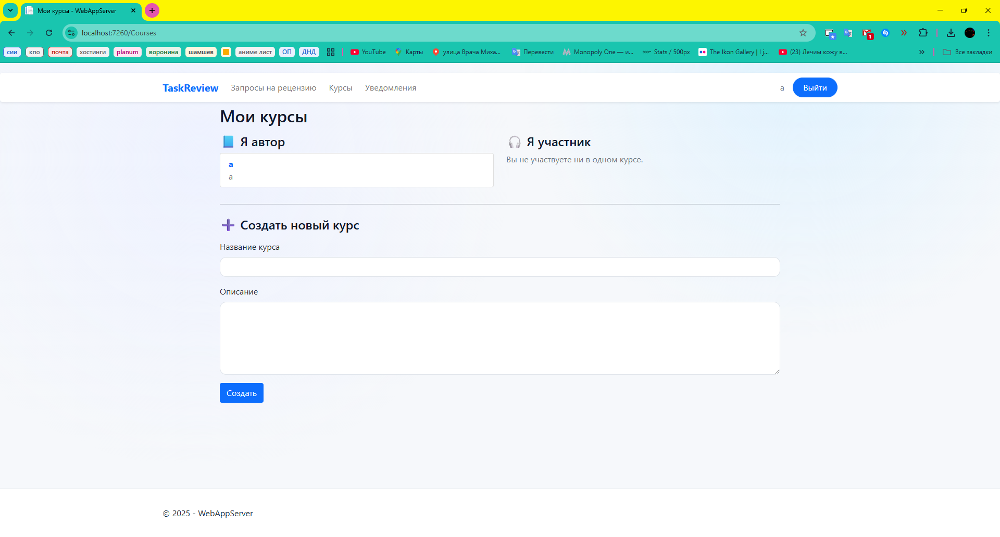 Мои курсы - WebAppServer
localhost:7260/Courses
сии кпо почта хостинги planum воронина шамшев аниме лист ОП ДНД YouTube Карты улица Врача Миха... Перевести Monopoly One — и... Stats / 500px The Ikon Gallery | I j... (23) Лечим кожу в... Все закладки
TaskReview Запросы на рецензию Курсы Уведомления a Выйти
Мои курсы
Я автор
a
a
Я участник
Вы не участвуете ни в одном курсе.
Создать новый курс
Название курса
Описание
Создать
© 2025 - WebAppServer